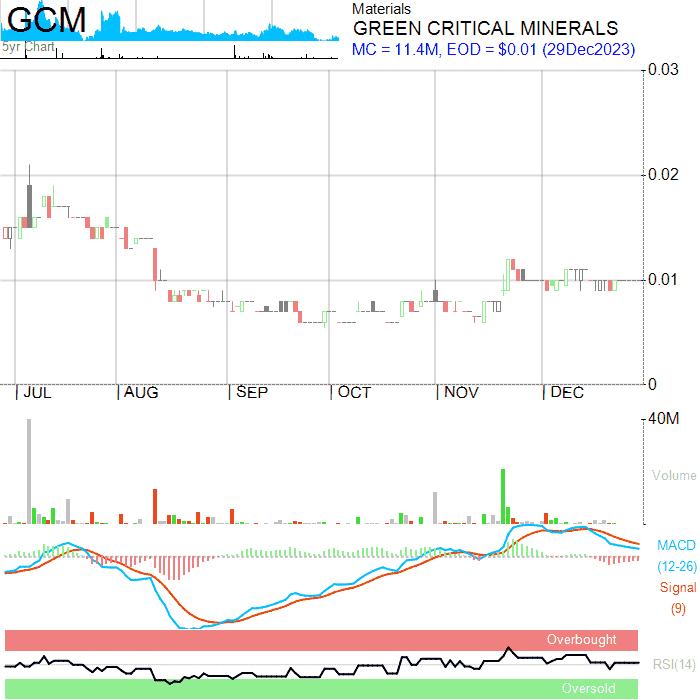 GCM
5yr Chart
Materials
GREEN CRITICAL MINERALS
MC = 11.4M, EOD = $0.01 (29Dec2023)
0.03
0.02
0.01
0
JUL AUG SEP OCT NOV DEC
40M
Volume
MACD
(12-26)
Signal
(9)
Overbought
RSI(14)
Oversold